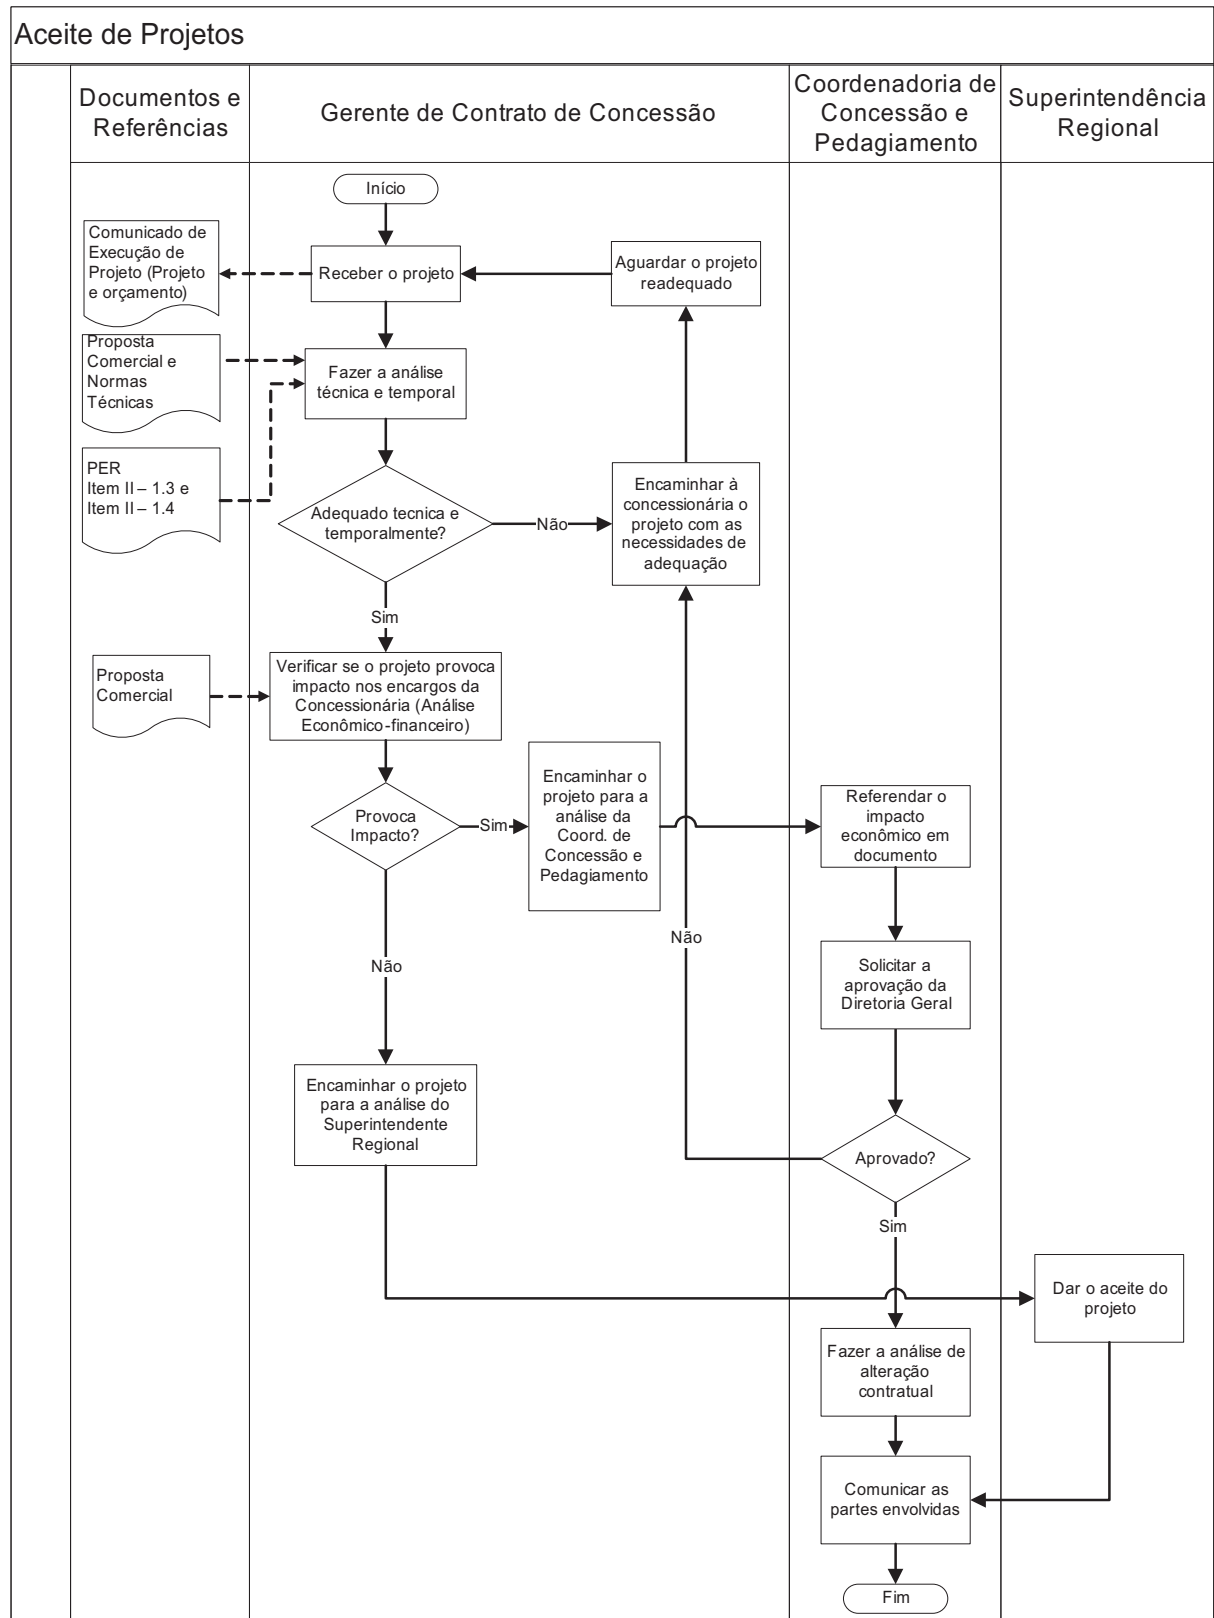 Aceite de Projetos
Documentos e
Referências
Gerente de Contrato de Concessão
Coordenadoria de
Concessão e
Pedagiamento
Superintendência
Regional
Início
Comunicado de
Execução de
Projeto (Projeto
e orçamento)
Receber o projeto
Aguardar o projeto
readequado
Proposta
Comercial e
Normas
Técnicas
Fazer a análise
técnica e temporal
PER
Item II – 1.3 e
Item II – 1.4
Adequado tecnica e
temporalmente?
Não
Encaminhar à
concessionária o
projeto com as
necessidades de
adequação
Sim
Proposta
Comercial
Verificar se o projeto provoca
impacto nos encargos da
Concessionária (Análise
Econômico-financeiro)
Provoca
Impacto?
Sim
Encaminhar o
projeto para a
análise da
Coord. de
Concessão e
Pedagiamento
Referendar o
impacto
econômico em
documento
Não
Não
Solicitar a
aprovação da
Diretoria Geral
Encaminhar o projeto
para a análise do
Superintendente
Regional
Aprovado?
Sim
Dar o aceite do
projeto
Fazer a análise de
alteração
contratual
Comunicar as
partes envolvidas
Fim